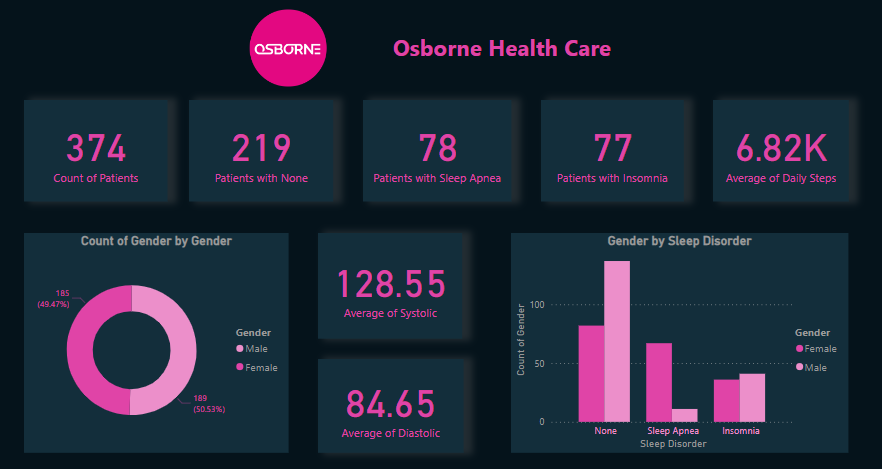 OSBORNE
Osborne Health Care
374
Count of Patients
219
Patients with None
78
Patients with Sleep Apnea
77
Patients with Insomnia
6.82K
Average of Daily Steps
Count of Gender by Gender
185
(49.47%)
189
(50.53%)
Gender
Male
Female
128.55
Average of Systolic
84.65
Average of Diastolic
Gender by Sleep Disorder
Count of Gender
100
50
0
None
Sleep Apnea
Insomnia
Sleep Disorder
Gender
Female
Male